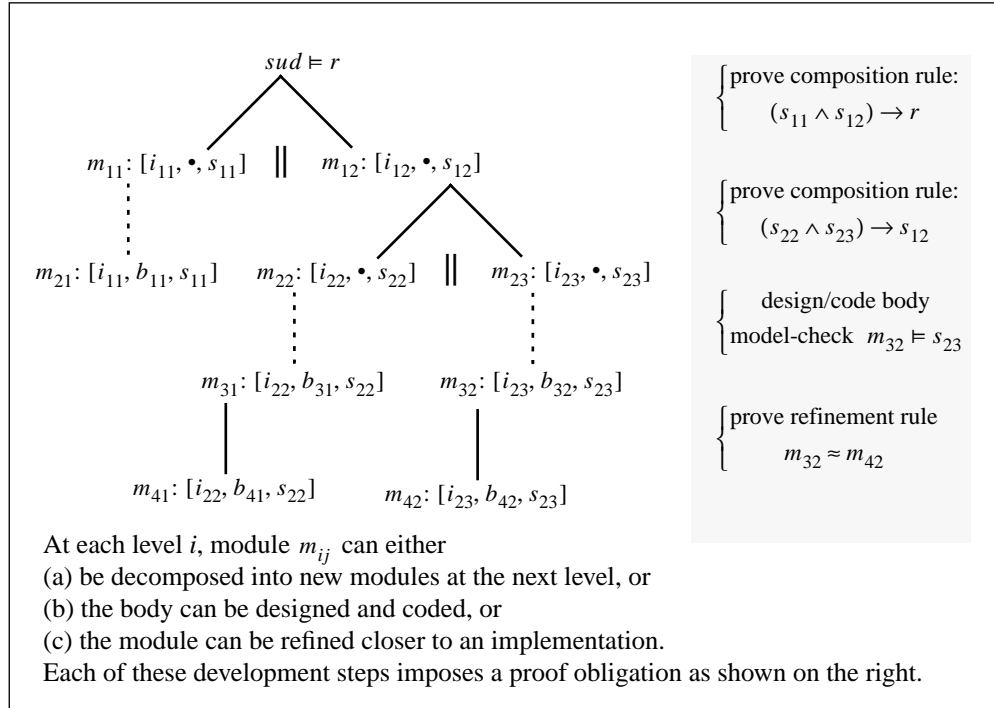 sud ⊨ r
m₁₁: [i₁₁, •, s₁₁] || m₁₂: [i₁₂, •, s₁₂]
m₂₁: [i₁₁, b₁₁, s₁₁] m₂₂: [i₂₂, •, s₂₂] || m₂₃: [i₂₃, •, s₂₃]
m₃₁: [i₂₂, b₃₁, s₂₂] m₃₂: [i₂₃, b₃₂, s₂₃]
m₄₁: [i₂₂, b₄₁, s₂₂] m₄₂: [i₂₃, b₄₂, s₂₃]
prove composition rule:
(s₁₁ ∧ s₁₂) → r
prove composition rule:
(s₂₂ ∧ s₂₃) → s₁₂
design/code body
model-check m₃₂ ⊨ s₂₃
prove refinement rule
m₃₂ ≈ m₄₂
At each level i, module mᵢⱼ can either
(a) be decomposed into new modules at the next level, or
(b) the body can be designed and coded, or
(c) the module can be refined closer to an implementation.
Each of these development steps imposes a proof obligation as shown on the right.